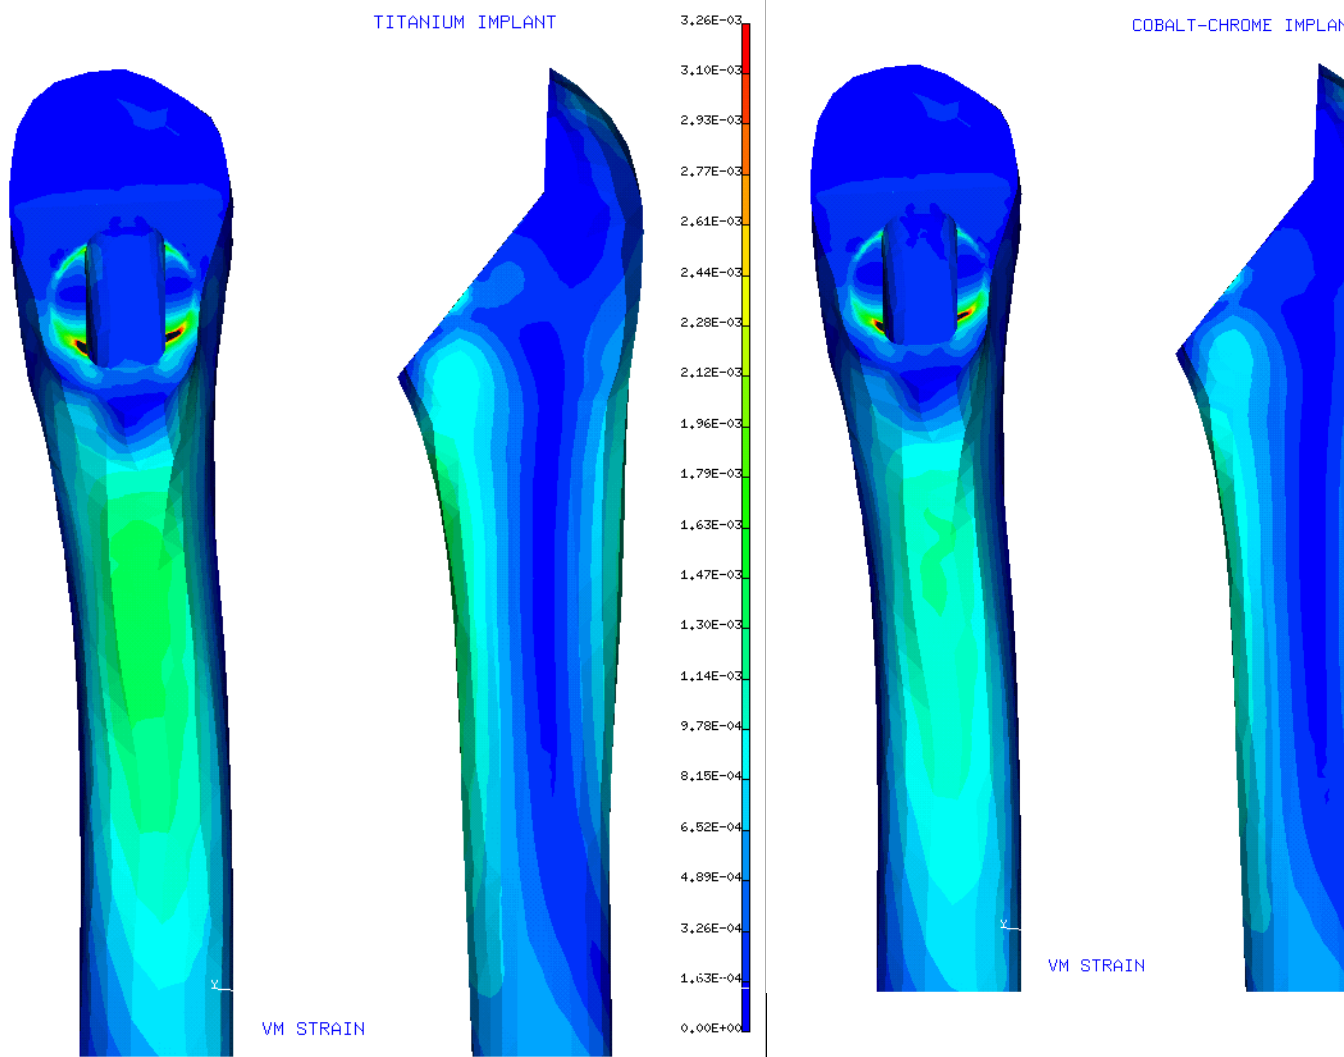 TITANIUM IMPLANT
3.26E-03
3.10E-03
2.93E-03
2.77E-03
2.61E-03
2.44E-03
2.28E-03
2.12E-03
1.96E-03
1.79E-03
1.63E-03
1.47E-03
1.30E-03
1.14E-03
9.78E-04
8.15E-04
6.52E-04
4.89E-04
3.26E-04
1.63E-04
0.00E+00
Y
VM STRAIN
COBALT-CHROME IMPLAN
Y
VM STRAIN